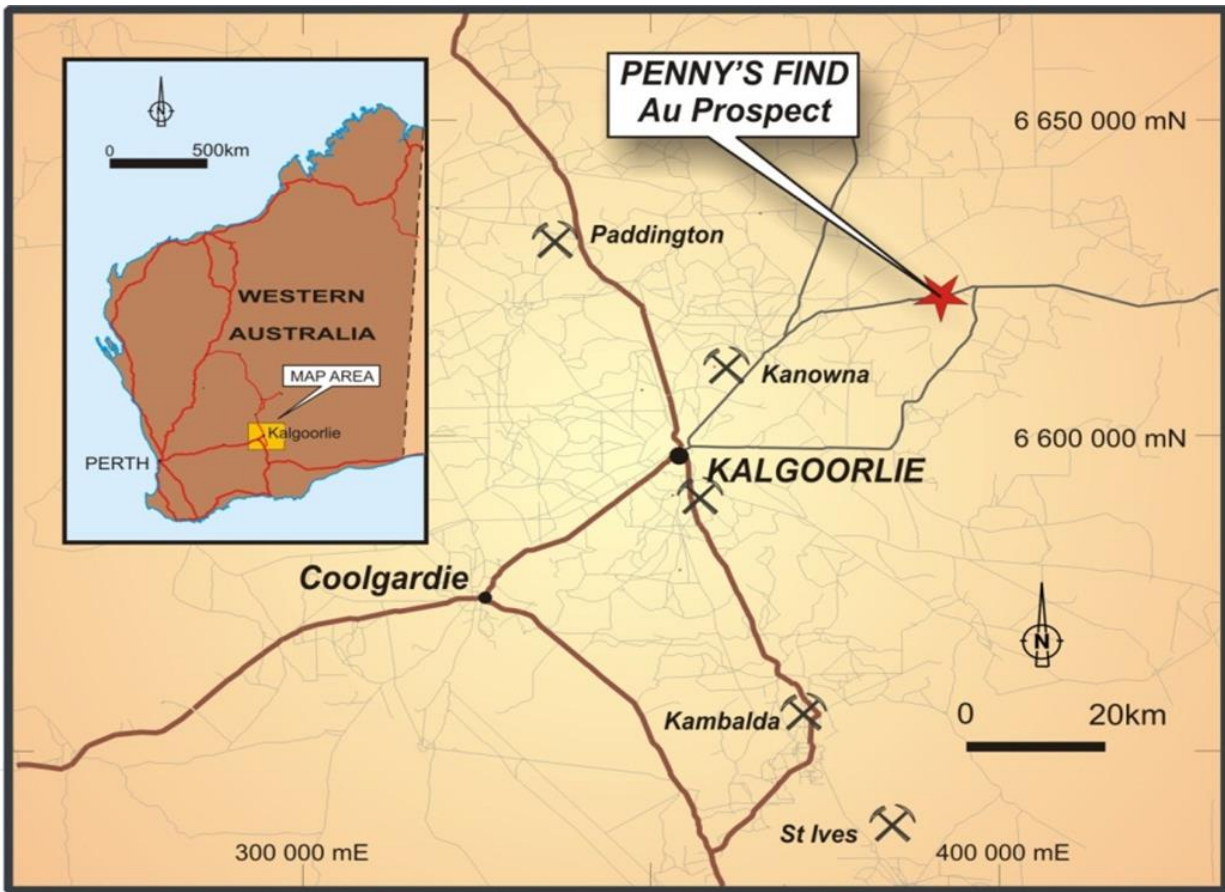 PENNY'S FIND
Au Prospect
6 650 000 mN
N
0 500km
Paddington
WESTERN
AUSTRALIA
MAP AREA
Kanowna
Kalgoorlie
6 600 000 mN
PERTH
KALGOORLIE
Coolgardie
N
0 20km
Kambalda
St Ives
300 000 mE
400 000 mE